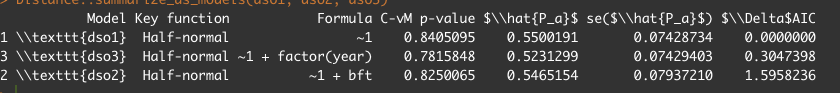 Distance::summarize_ds_models(dso1, dso2, dso3)
Model Key function Formula C-vM p-value $\\hat{P_a}$ se($\\hat{P_a}$) $\\Delta$AIC
1 \\texttt{dso1} Half-normal ~1 0.8405095 0.5500191 0.07428734 0.0000000
3 \\texttt{dso3} Half-normal ~1 + factor(year) 0.7815848 0.5231299 0.07429403 0.3047398
2 \\texttt{dso2} Half-normal ~1 + bft 0.8250065 0.5465154 0.07937210 1.5958236